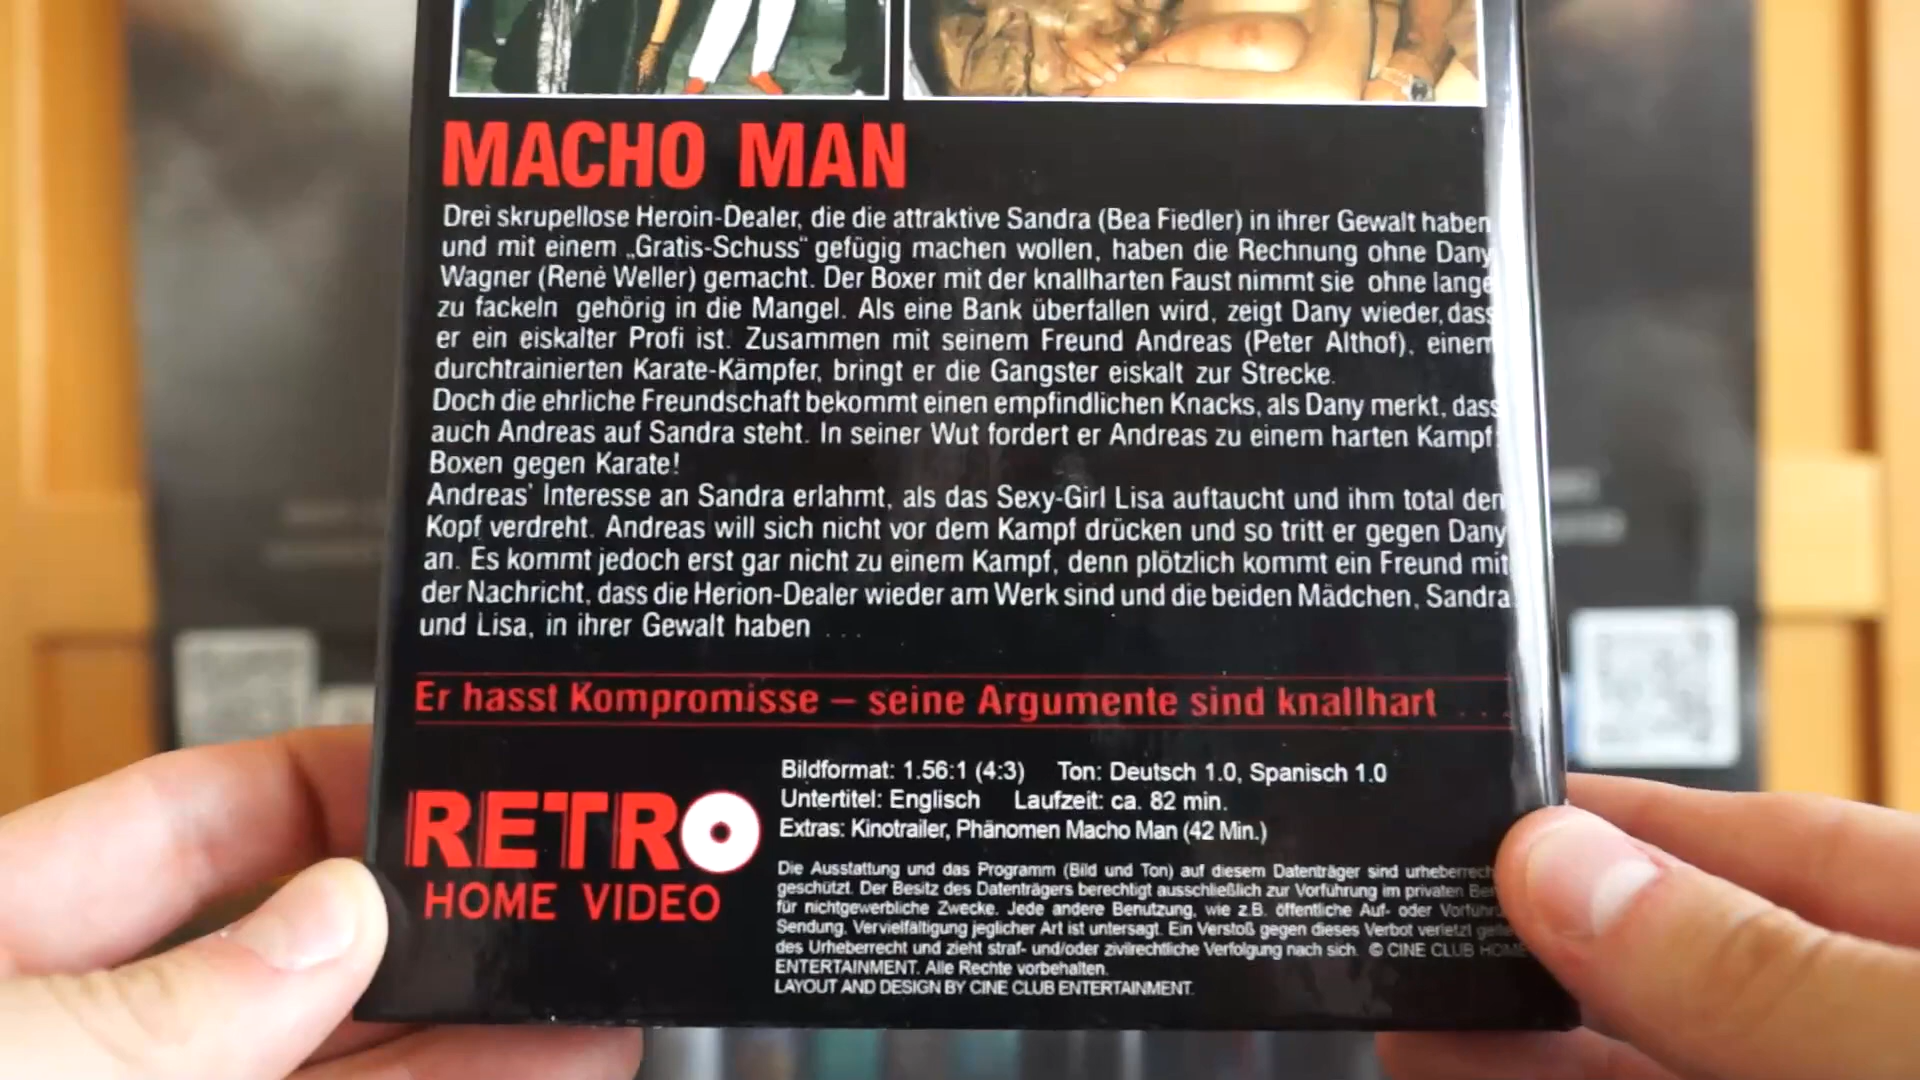 MACHO MAN
Drei skrupellose Heroin-Dealer, die die attraktive Sandra (Bea Fiedler) in ihrer Gewalt haben
und mit einem „Gratis-Schuss“ gefügig machen wollen, haben die Rechnung ohne Dany
Wagner (René Weller) gemacht. Der Boxer mit der knallharten Faust nimmt sie ohne lange
zu fackeln gehörig in die Mangel. Als eine Bank überfallen wird, zeigt Dany wieder, dass
er ein eiskalter Profi ist. Zusammen mit seinem Freund Andreas (Peter Althof), einem
durchtrainierten Karate-Kämpfer, bringt er die Gangster eiskalt zur Strecke.
Doch die ehrliche Freundschaft bekommt einen empfindlichen Knacks, als Dany merkt, dass
auch Andreas auf Sandra steht. In seiner Wut fordert er Andreas zu einem harten Kampf
Boxen gegen Karate!
Andreas' Interesse an Sandra erlahmt, als das Sexy-Girl Lisa auftaucht und ihm total den
Kopf verdreht. Andreas will sich nicht vor dem Kampf drücken und so tritt er gegen Dany
an. Es kommt jedoch erst gar nicht zu einem Kampf, denn plötzlich kommt ein Freund mit
der Nachricht, dass die Herion-Dealer wieder am Werk sind und die beiden Mädchen, Sandra
und Lisa, in ihrer Gewalt haben ...
Er hasst Kompromisse – seine Argumente sind knallhart ...
RETRO
HOME VIDEO
Bildformat: 1.56:1 (4:3) Ton: Deutsch 1.0, Spanisch 1.0
Untertitel: Englisch Laufzeit: ca. 82 min.
Extras: Kinotrailer, Phänomen Macho Man (42 Min.)
Die Ausstattung und das Programm (Bild und Ton) auf diesem Datenträger sind
geschützt. Der Besitz des Datenträgers berechtigt ausschließlich zur Vorführung im privaten
für nichtgewerbliche Zwecke. Jede andere Benutzung, wie z.B. öffentliche Auf- oder
Sendung, Vervielfältigung jeglicher Art ist untersagt. Ein Verstoß gegen dieses Verbot verletzt
des Urheberrecht und zieht straf- und/oder zivilrechtliche Verfolgung nach sich. © CINE CLUB HOME
ENTERTAINMENT. Alle Rechte vorbehalten.
LAYOUT AND DESIGN BY CINE CLUB ENTERTAINMENT.